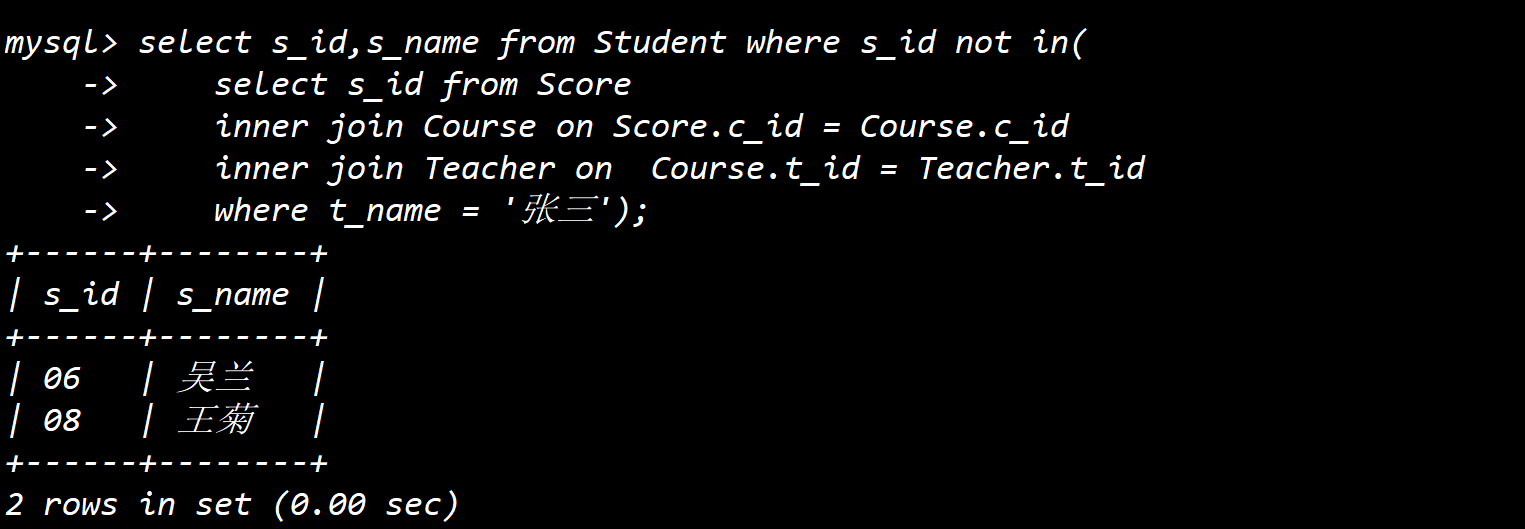 mysql> select s_id,s_name from Student where s_id not in(
    ->     select s_id from Score
    ->     inner join Course on Score.c_id = Course.c_id
    ->     inner join Teacher on  Course.t_id = Teacher.t_id
    ->     where t_name = '张三');
+------+--------+
| s_id | s_name |
+------+--------+
| 06   | 吴兰   |
| 08   | 王菊   |
+------+--------+
2 rows in set (0.00 sec)